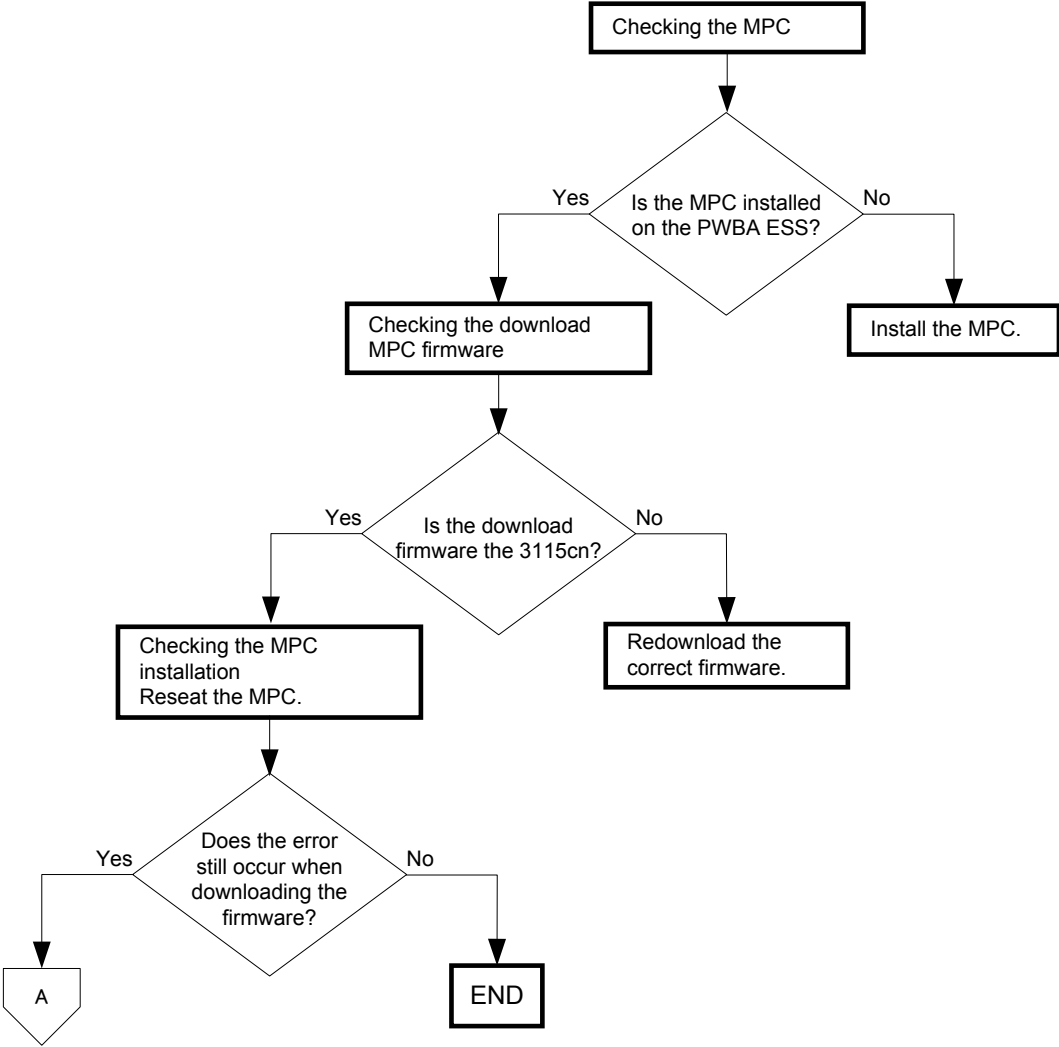 Checking the MPC
Yes
Is the MPC installed
on the PWBA ESS?
No
Checking the download
MPC firmware
Install the MPC.
Yes
Is the download
firmware the 3115cn?
No
Checking the MPC
installation
Reseat the MPC.
Redownload the
correct firmware.
Yes
Does the error
still occur when
downloading the
firmware?
No
A
END